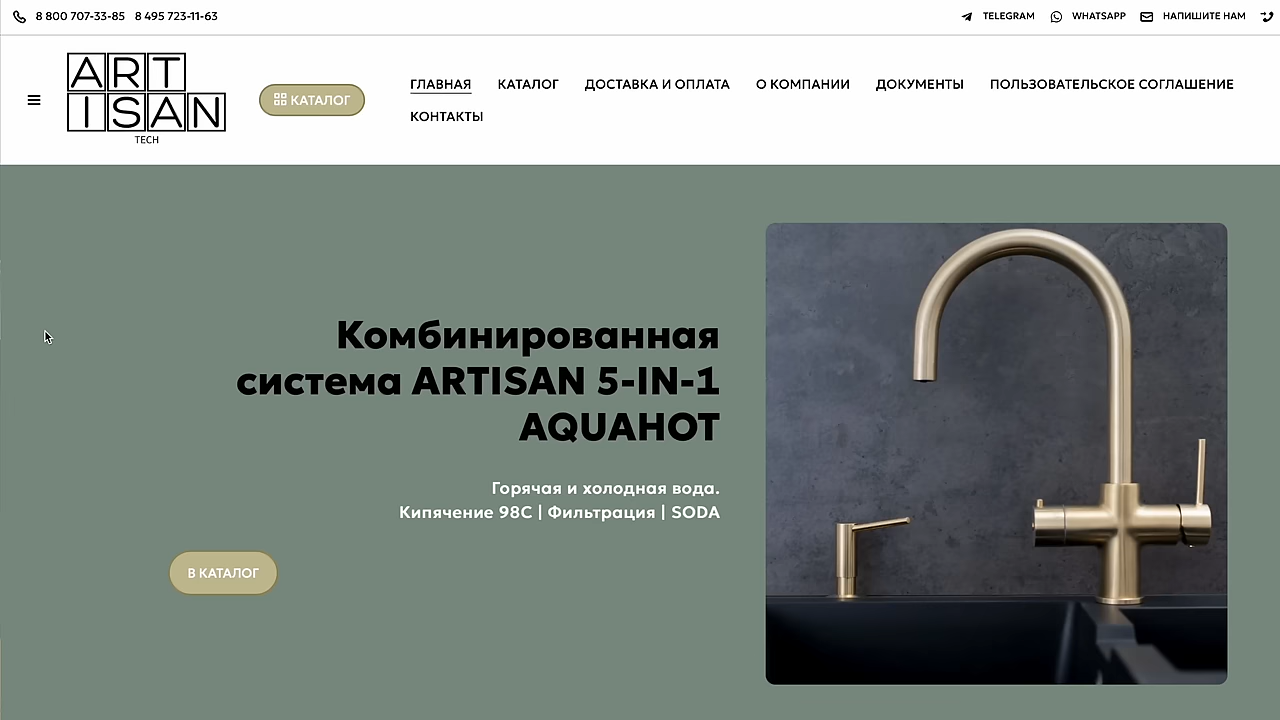 8 800 707-33-85 8 495 723-11-63
TELEGRAM WHATSAPP НАПИШИТЕ НАМ
ART
ISAN
TECH
КАТАЛОГ
ГЛАВНАЯ КАТАЛОГ ДОСТАВКА И ОПЛАТА О КОМПАНИИ ДОКУМЕНТЫ ПОЛЬЗОВАТЕЛЬСКОЕ СОГЛАШЕНИЕ
КОНТАКТЫ
Комбинированная
система ARTISAN 5-IN-1
AQUAHOT
Горячая и холодная вода.
Кипячение 98С | Фильтрация | SODA
В КАТАЛОГ